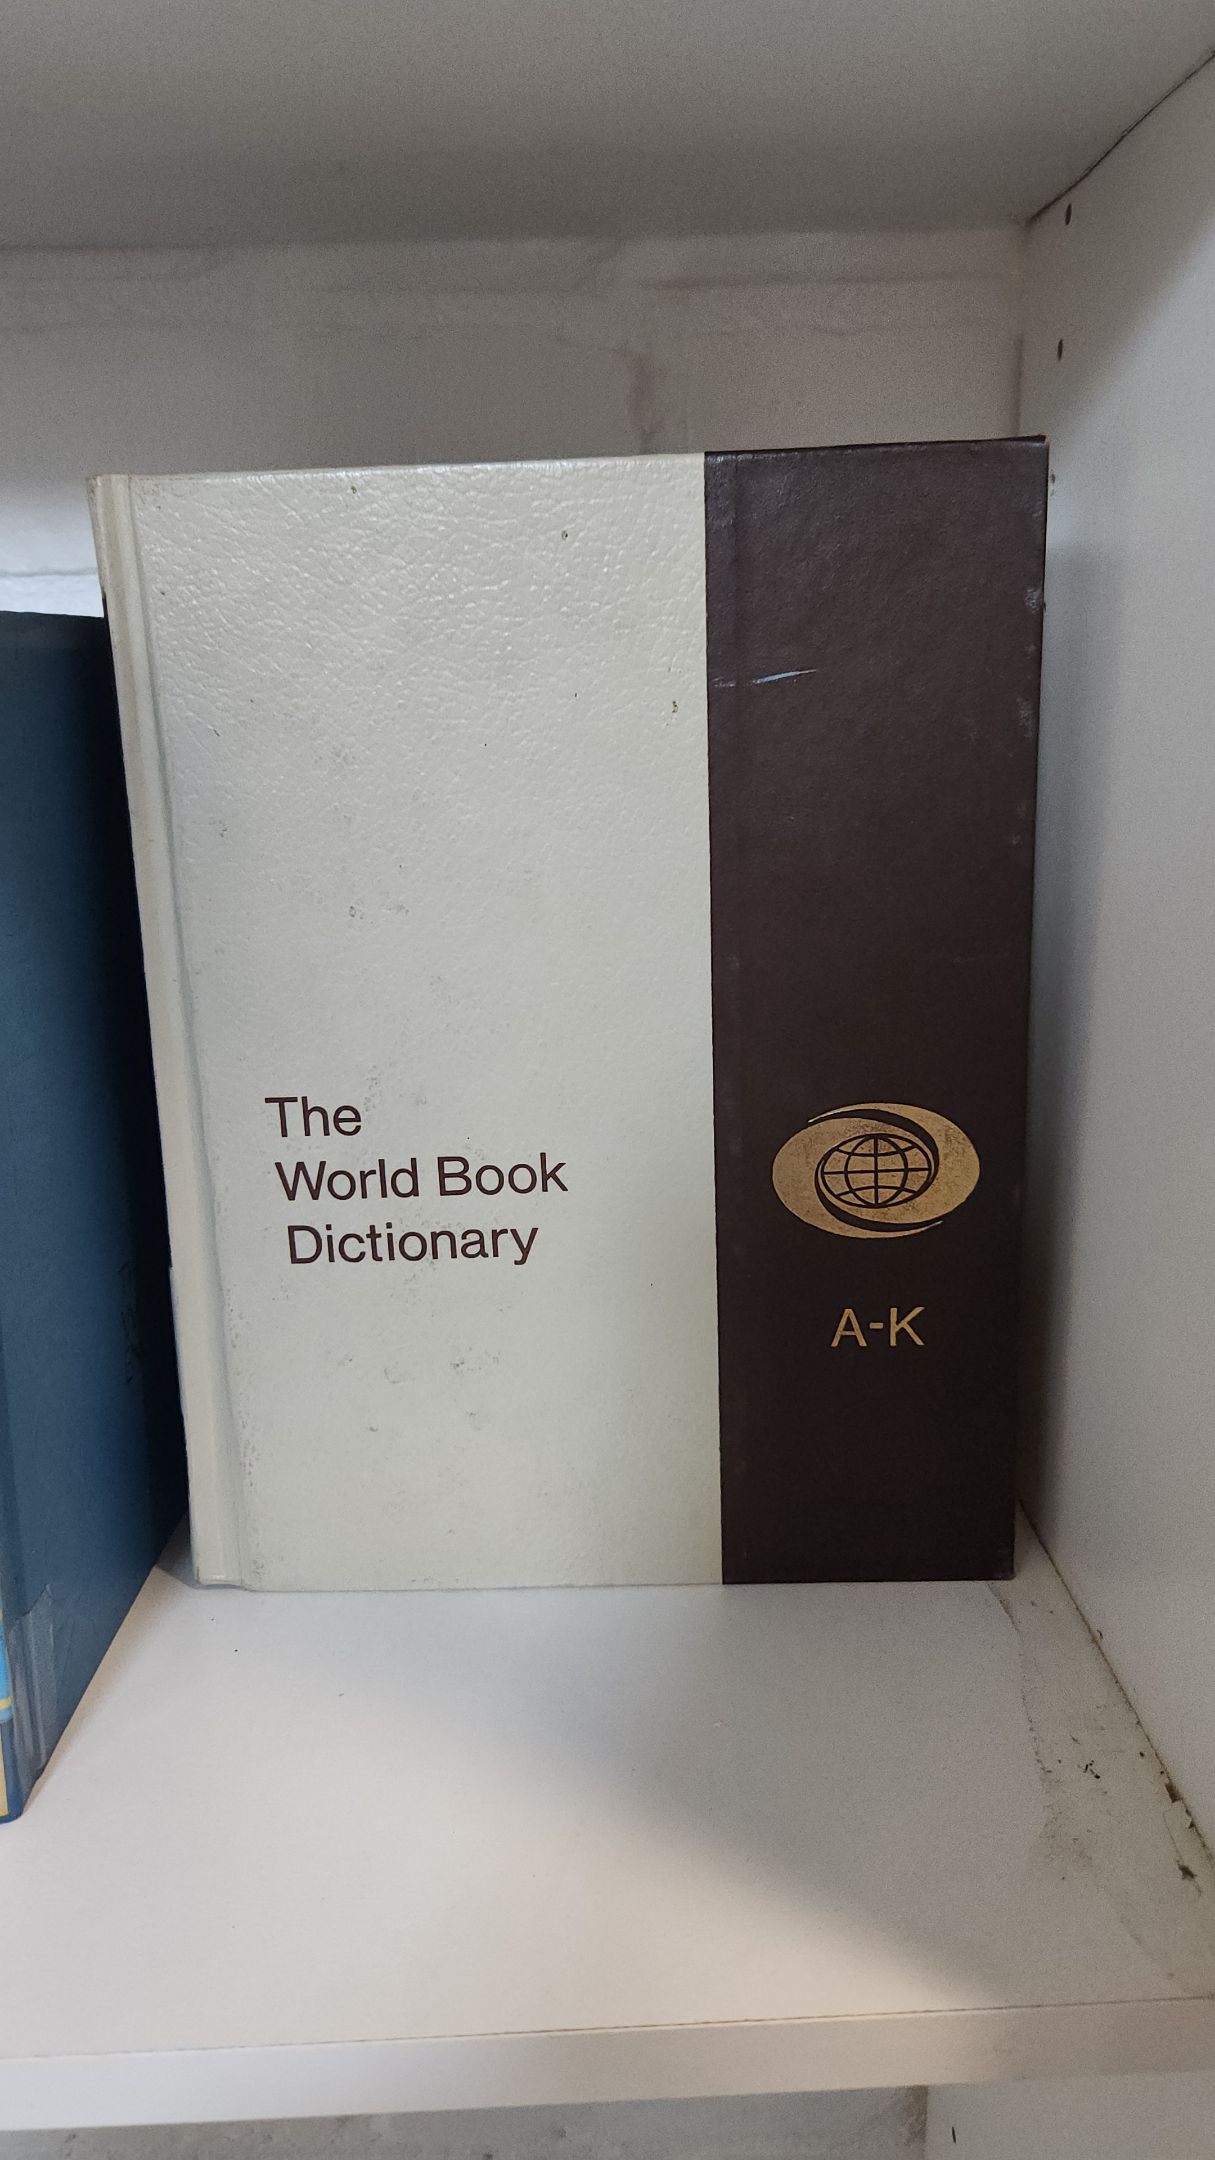 The
World Book
Dictionary
A-K